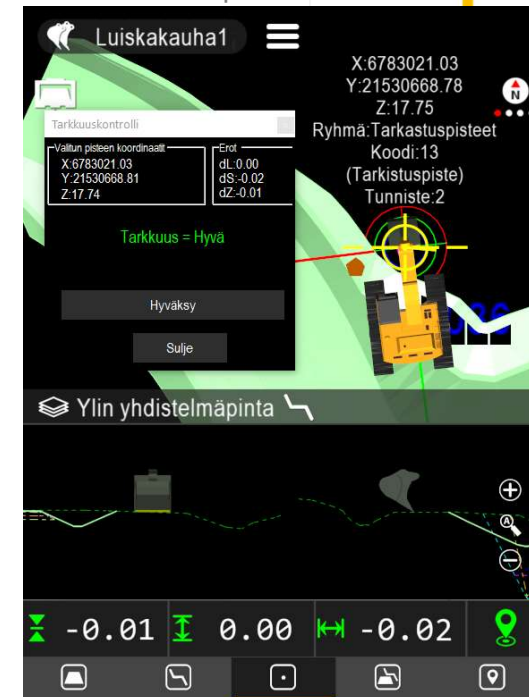 Luiskakauha1
X:6783021.03
Y:21530668.78
Z:17.75
Ryhmä:Tarkastuspisteet
Koodi:13
(Tarkistuspiste)
Tunniste:2
N
Tarkkuuskontrolli
Valitun pisteen koordinaatit
X:6783021.03
Y:21530668.81
Z:17.74
Erot
dL:0.00
dS:-0.02
dZ:-0.01
Tarkkuus = Hyvä
Hyväksy
Sulje
Ylin yhdistelmäpinta
A
-0.01
0.00
-0.02